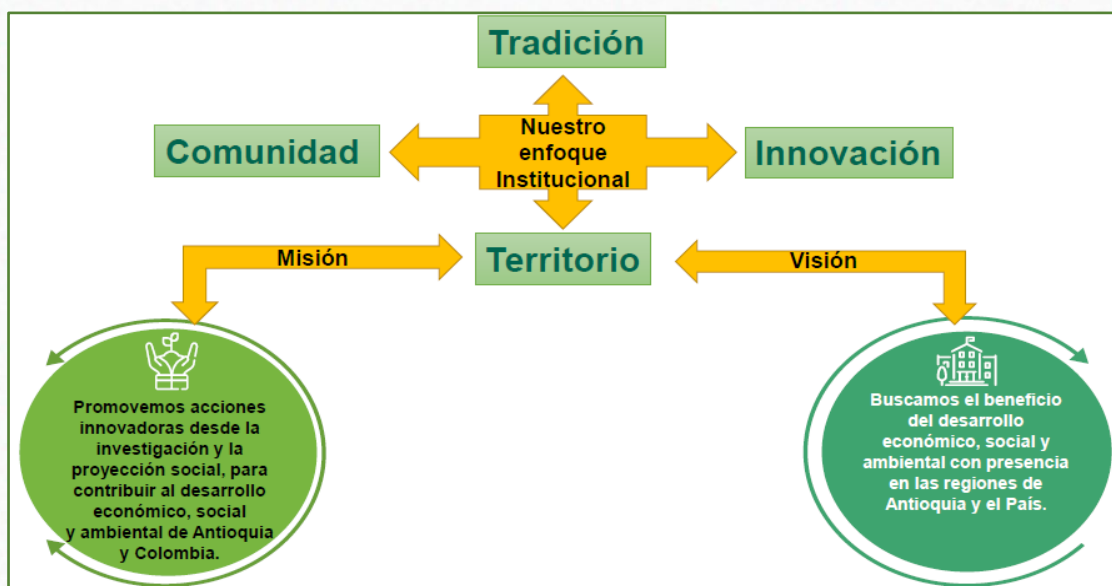 Tradición
Comunidad
Nuestro
enfoque
Institucional
Innovación
Misión
Territorio
Visión
Promovemos acciones
innovadoras desde la
investigación y la
proyección social, para
contribuir al desarrollo
económico, social
y ambiental de Antioquia
y Colombia.
Buscamos el beneficio
del desarrollo
económico, social y
ambiental con presencia
en las regiones de
Antioquia y el País.